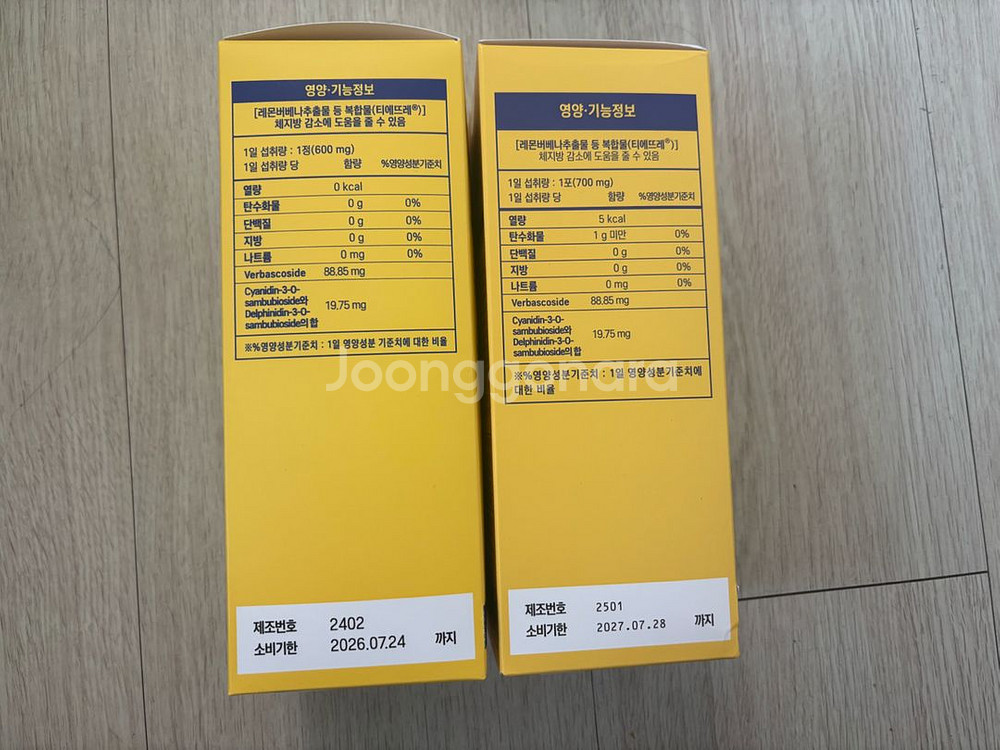 영양·기능정보
[레몬버베나추출물 등 복합물(티에뜨레®)]
체지방 감소에 도움을 줄 수 있음
1일 섭취량 : 1정(600 mg)
1일 섭취량 당 함량 %영양성분기준치
열량 0 kcal
탄수화물 0 g 0%
단백질 0 g 0%
지방 0 g 0%
나트륨 0 mg 0%
Verbascoside 88.85 mg
Cyanidin-3-O-
sambubioside와
Delphinidin-3-O-
sambubioside의 합 19.75 mg
※%영양성분기준치 : 1일 영양성분 기준치에 대한 비율
제조번호 2402
소비기한 2026.07.24 까지
영양·기능정보
[레몬버베나추출물 등 복합물(티에뜨레®)]
체지방 감소에 도움을 줄 수 있음
1일 섭취량 : 1포(700 mg)
1일 섭취량 당 함량 %영양성분기준치
열량 5 kcal
탄수화물 1 g 미만 0%
단백질 0 g 0%
지방 0 g 0%
나트륨 0 mg 0%
Verbascoside 88.85 mg
Cyanidin-3-O-
sambubioside와
Delphinidin-3-O-
sambubioside의 합 19.75 mg
※%영양성분기준치 : 1일 영양성분기준치에
대한 비율
제조번호 2501
소비기한 2027.07.28 까지
Joonggonara